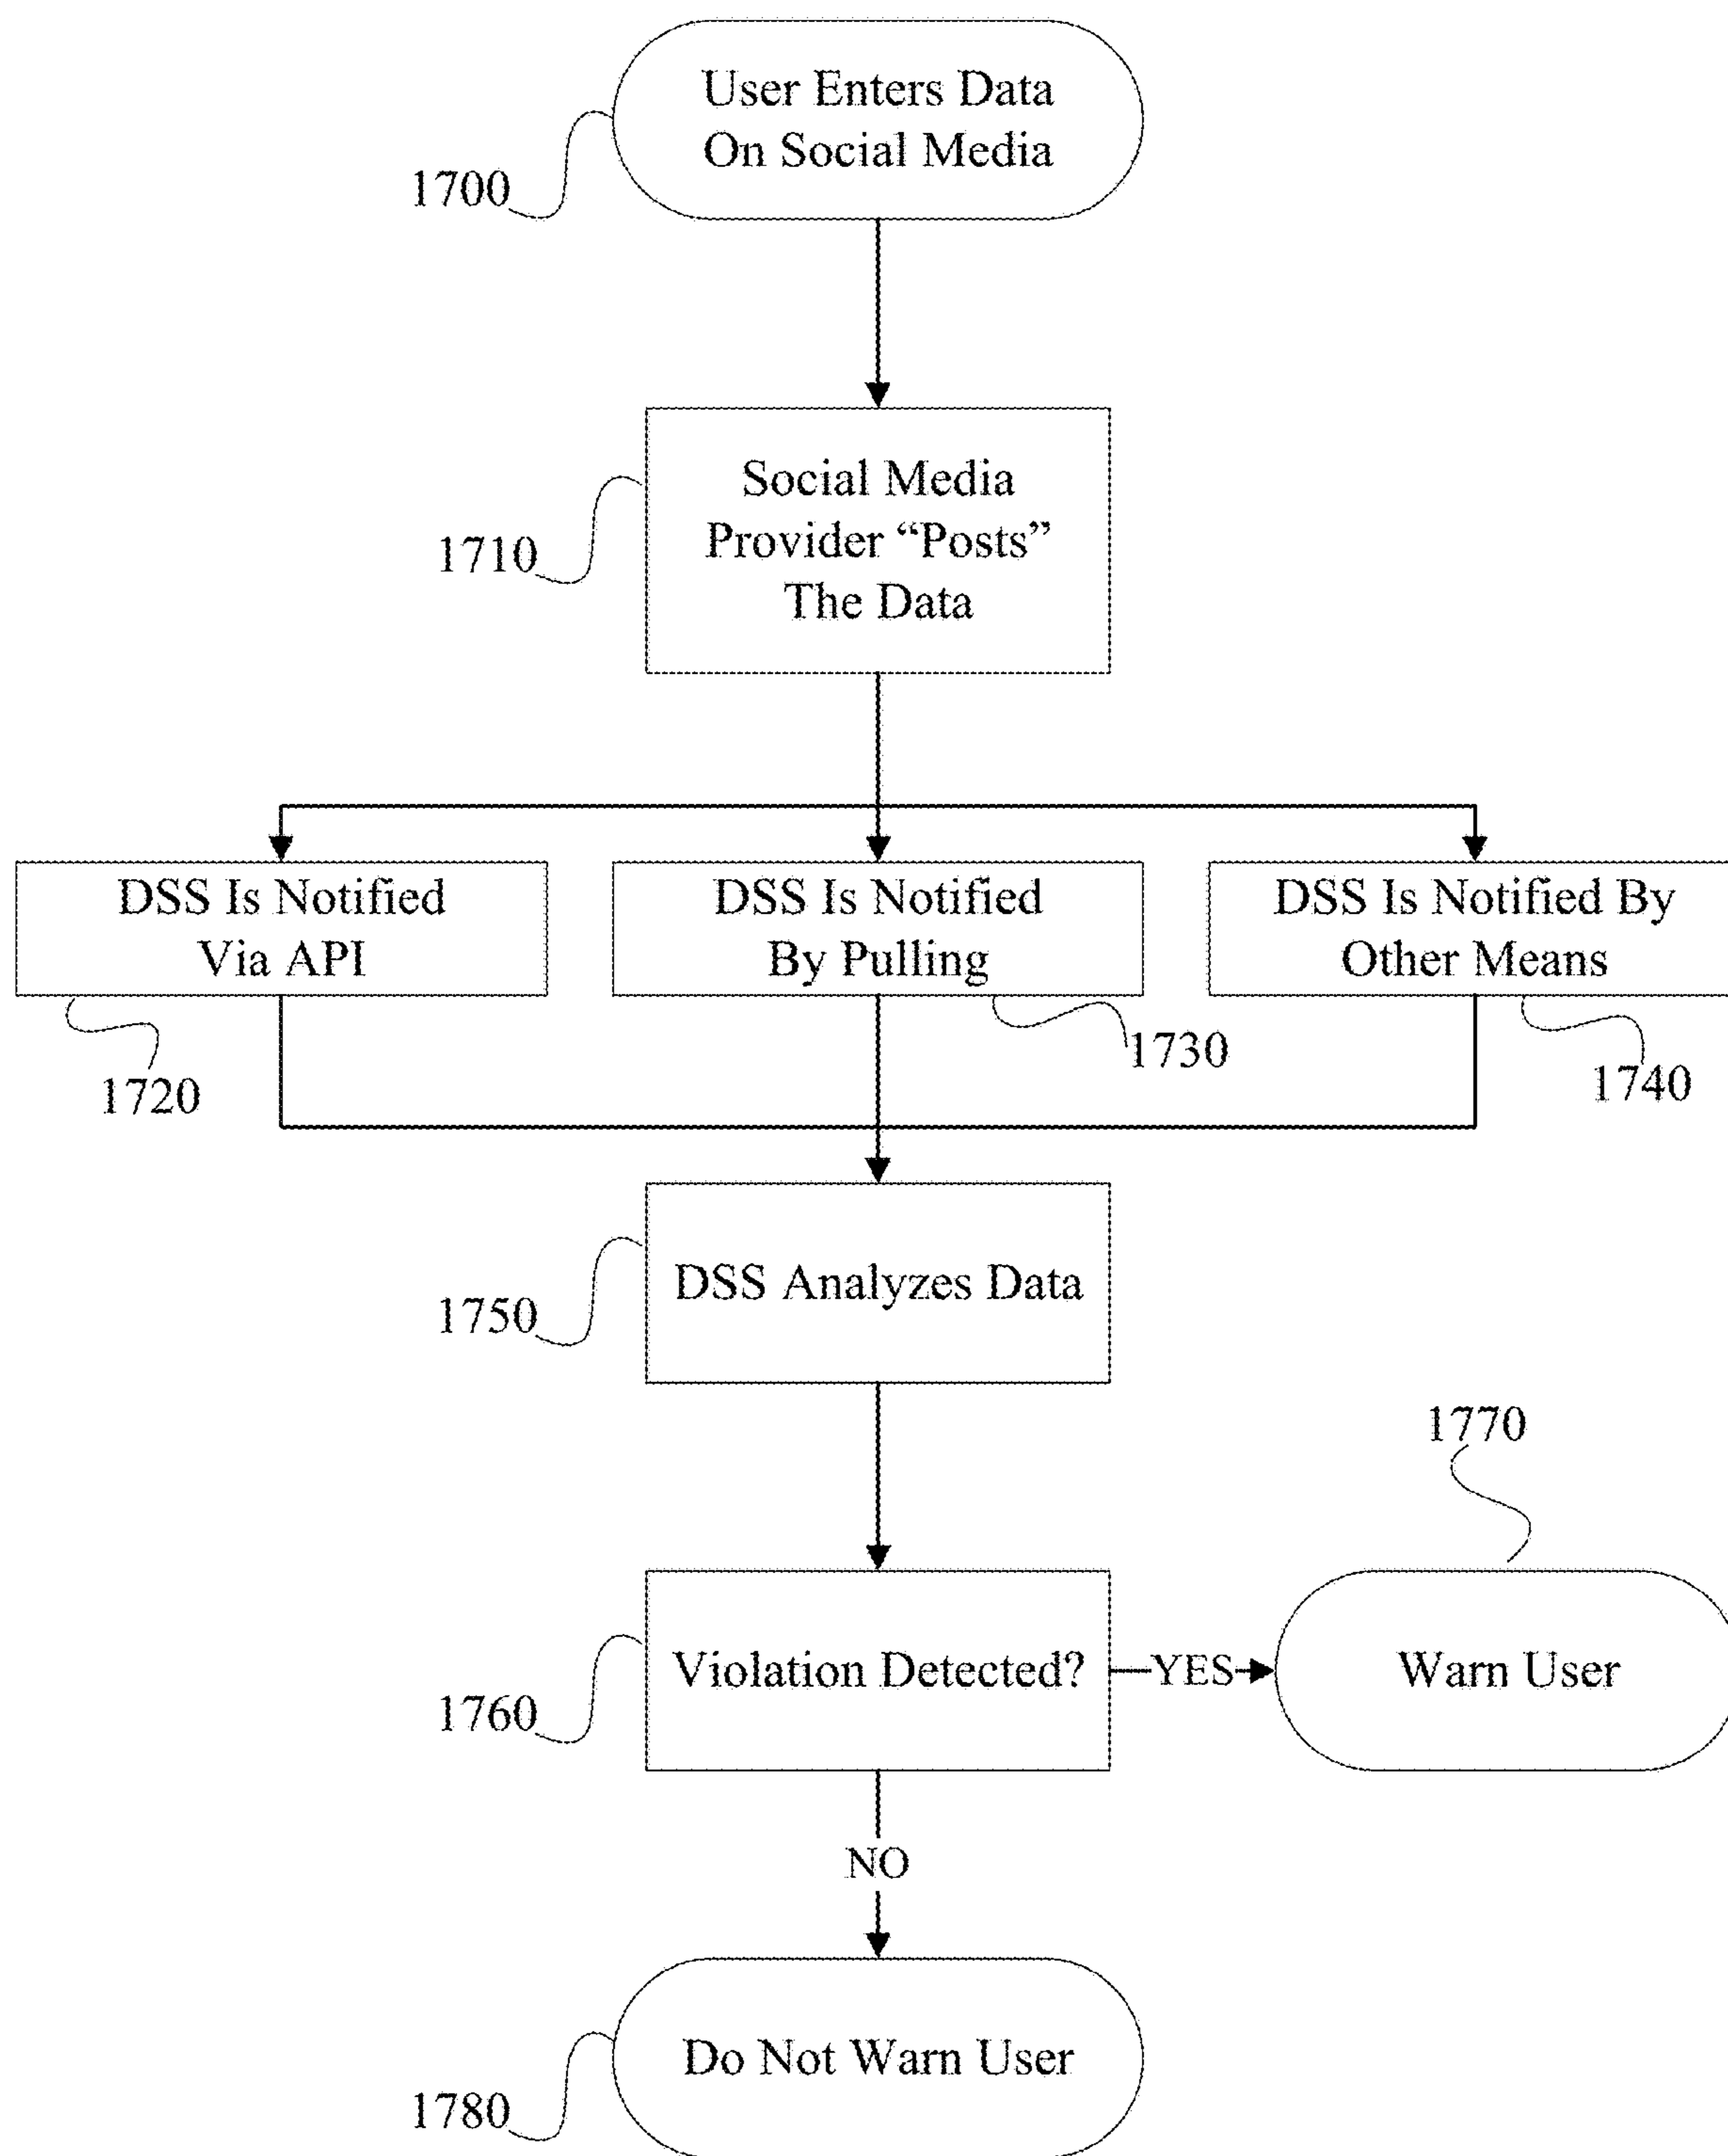 User Enters Data
On Social Media
1700
Social Media
Provider “Posts”
The Data
1710
DSS Is Notified
Via API
DSS Is Notified
By Pulling
DSS Is Notified By
Other Means
1720
1730
1740
DSS Analyzes Data
1750
1770
Violation Detected?
YES
Warn User
1760
NO
Do Not Warn User
1780